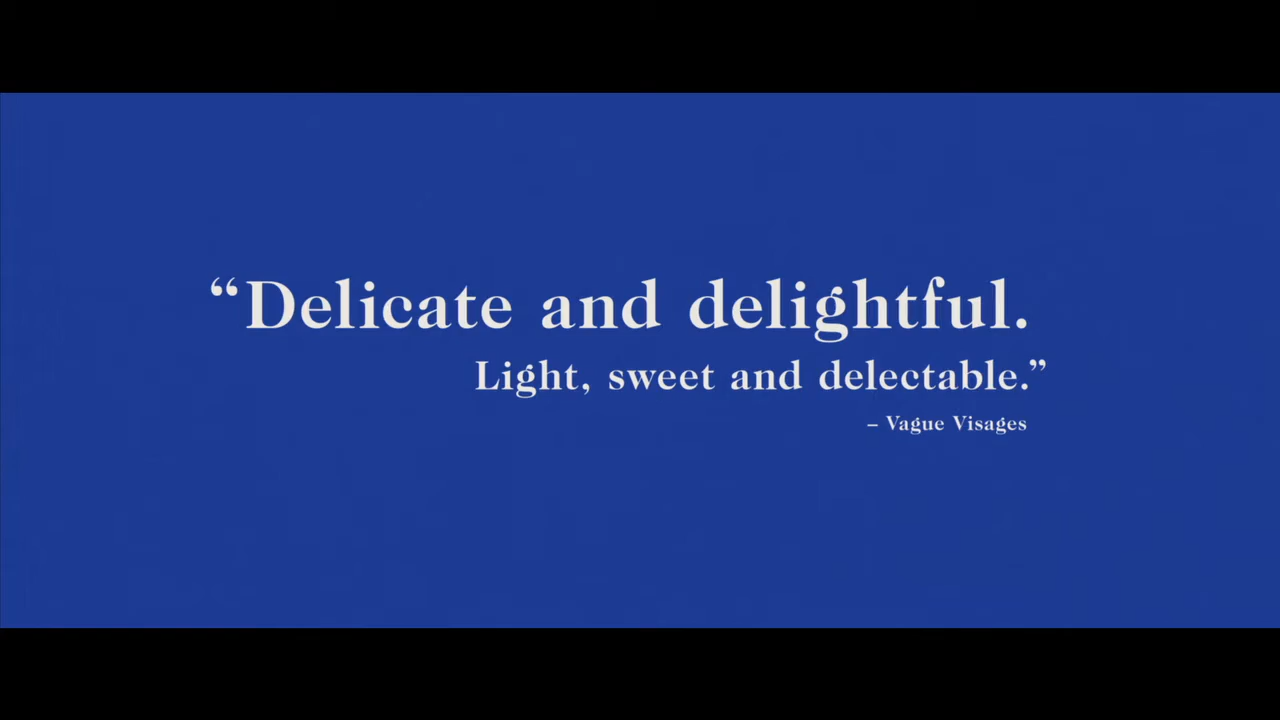 “Delicate and delightful.
Light, sweet and delectable.”
– Vague Visages